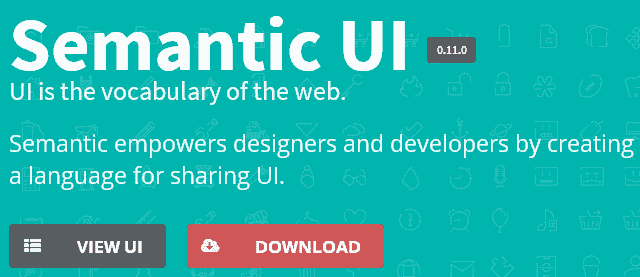 Semantic UI 0.11.0
UI is the vocabulary of the web.
Semantic empowers designers and developers by creating
a language for sharing UI.
VIEW UI DOWNLOAD